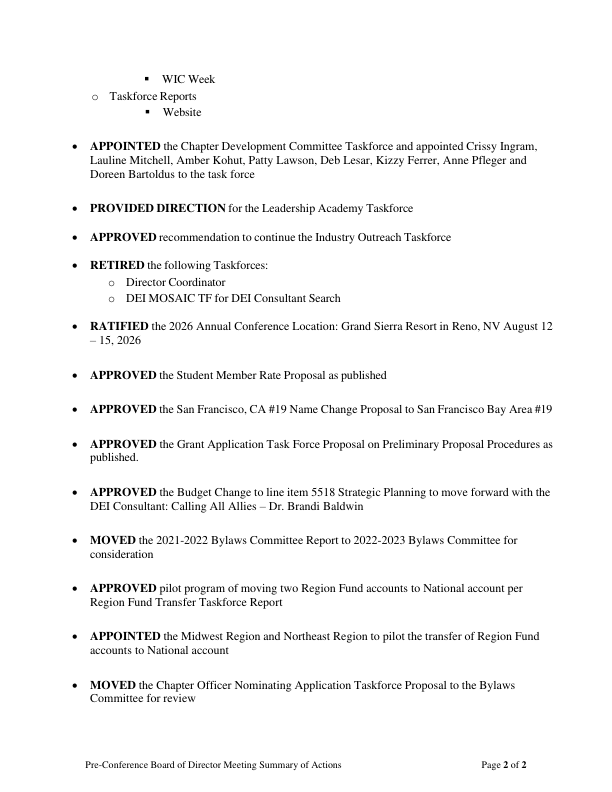 ▪ WIC Week
o Taskforce Reports
▪ Website
• APPOINTED the Chapter Development Committee Taskforce and appointed Crissy Ingram,
Lauline Mitchell, Amber Kohut, Patty Lawson, Deb Lesar, Kizzy Ferrer, Anne Pfleger and
Doreen Bartoldus to the task force
• PROVIDED DIRECTION for the Leadership Academy Taskforce
• APPROVED recommendation to continue the Industry Outreach Taskforce
• RETIRED the following Taskforces:
o Director Coordinator
o DEI MOSAIC TF for DEI Consultant Search
• RATIFIED the 2026 Annual Conference Location: Grand Sierra Resort in Reno, NV August 12
– 15, 2026
• APPROVED the Student Member Rate Proposal as published
• APPROVED the San Francisco, CA #19 Name Change Proposal to San Francisco Bay Area #19
• APPROVED the Grant Application Task Force Proposal on Preliminary Proposal Procedures as
published.
• APPROVED the Budget Change to line item 5518 Strategic Planning to move forward with the
DEI Consultant: Calling All Allies – Dr. Brandi Baldwin
• MOVED the 2021-2022 Bylaws Committee Report to 2022-2023 Bylaws Committee for
consideration
• APPROVED pilot program of moving two Region Fund accounts to National account per
Region Fund Transfer Taskforce Report
• APPOINTED the Midwest Region and Northeast Region to pilot the transfer of Region Fund
accounts to National account
• MOVED the Chapter Officer Nominating Application Taskforce Proposal to the Bylaws
Committee for review
Pre-Conference Board of Director Meeting Summary of Actions Page 2 of 2